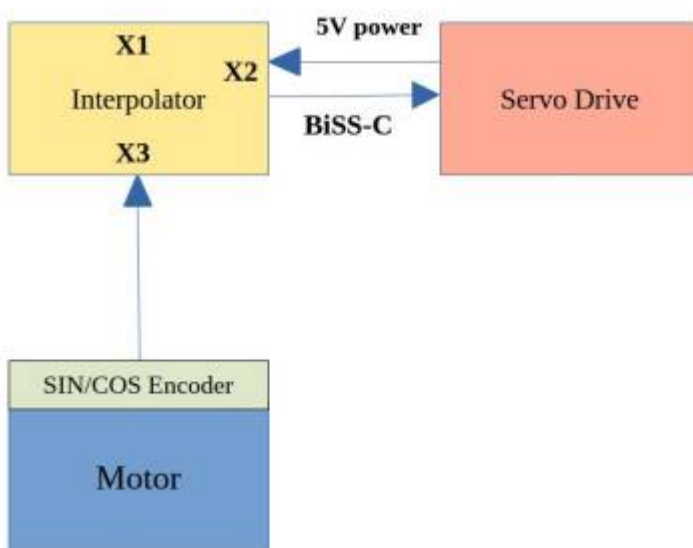 X1
5V power
X2
Interpolator
Servo Drive
BiSS-C
X3
SIN/COS Encoder
Motor